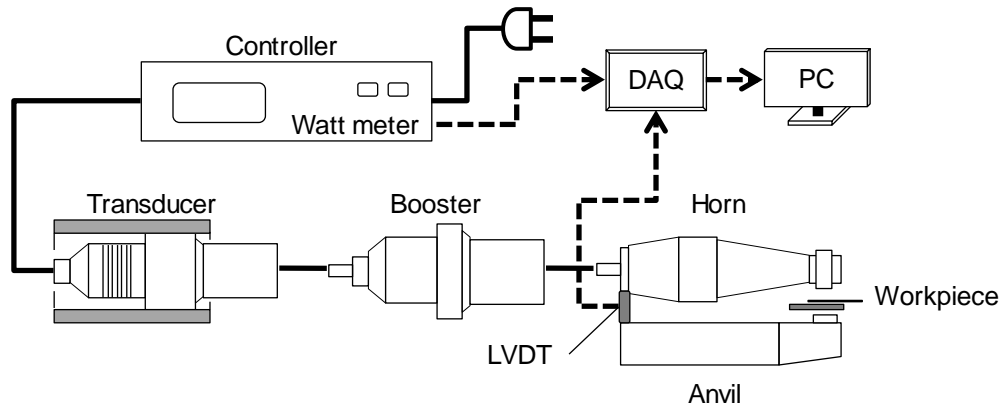 Controller
Watt meter
DAQ
PC
Transducer
Booster
Horn
Workpiece
LVDT
Anvil